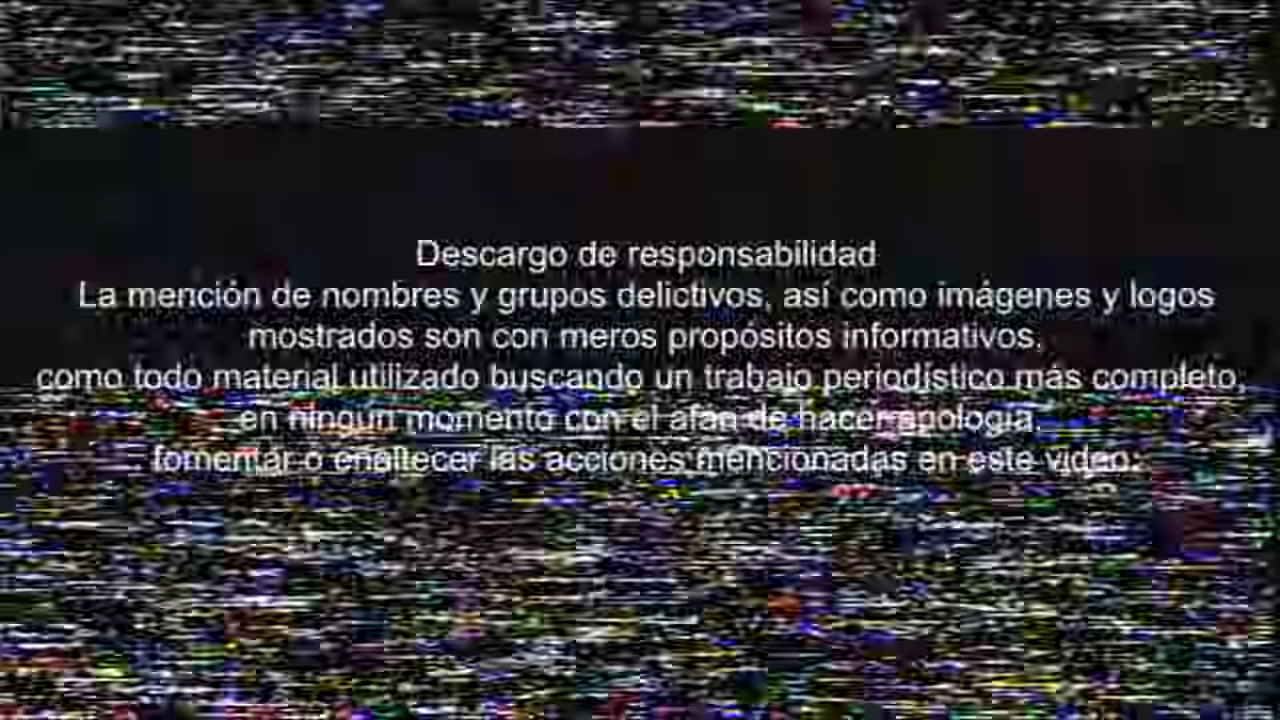 Descargo de responsabilidad
La mención de nombres y grupos delictivos, así como imágenes y logos
mostrados son con meros propósitos informativos,
como todo material utilizado buscando un trabajo periodístico más completo,
en ningún momento con el afán de hacer apología,
fomentar o enaltecer las acciones mencionadas en este video.